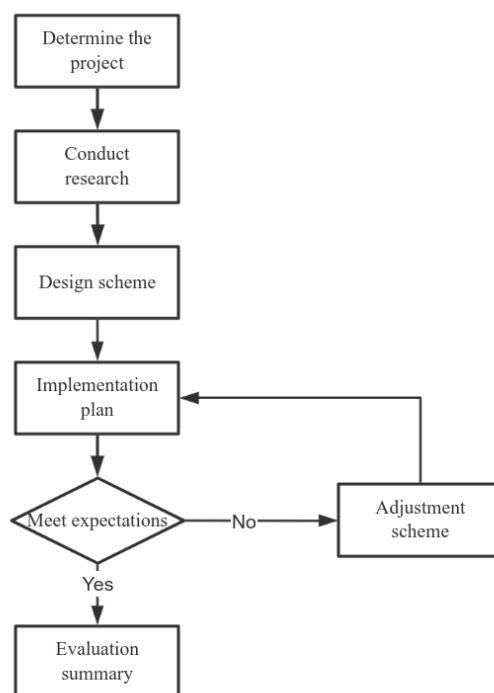 Determine the
project
Conduct
research
Design scheme
Implementation
plan
Meet expectations
No
Adjustment
scheme
Yes
Evaluation
summary